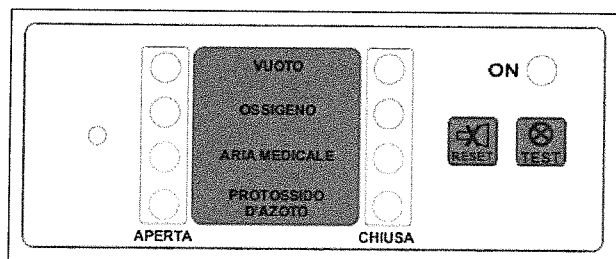 VUOTO
ON
OSSIGENO
ARIA MEDICALE
RESET
TEST
PROTOSSIDO
D'AZOTO
APERTA
CHIUSA